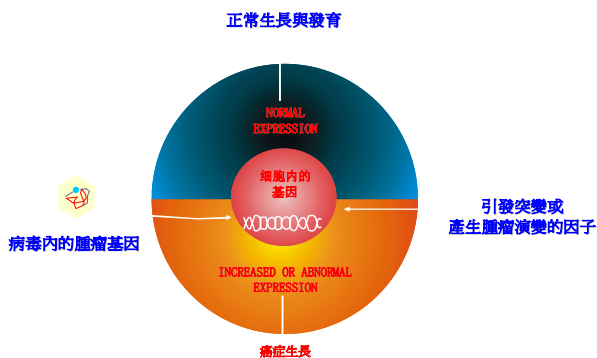 正常生長與發育
NORMAL
EXPRESSION
细胞内的
基因
引發突變或
產生腫瘤演變的因子
病毒內的腫瘤基因
INCREASED OR ABNORMAL
EXPRESSION
癌症生長